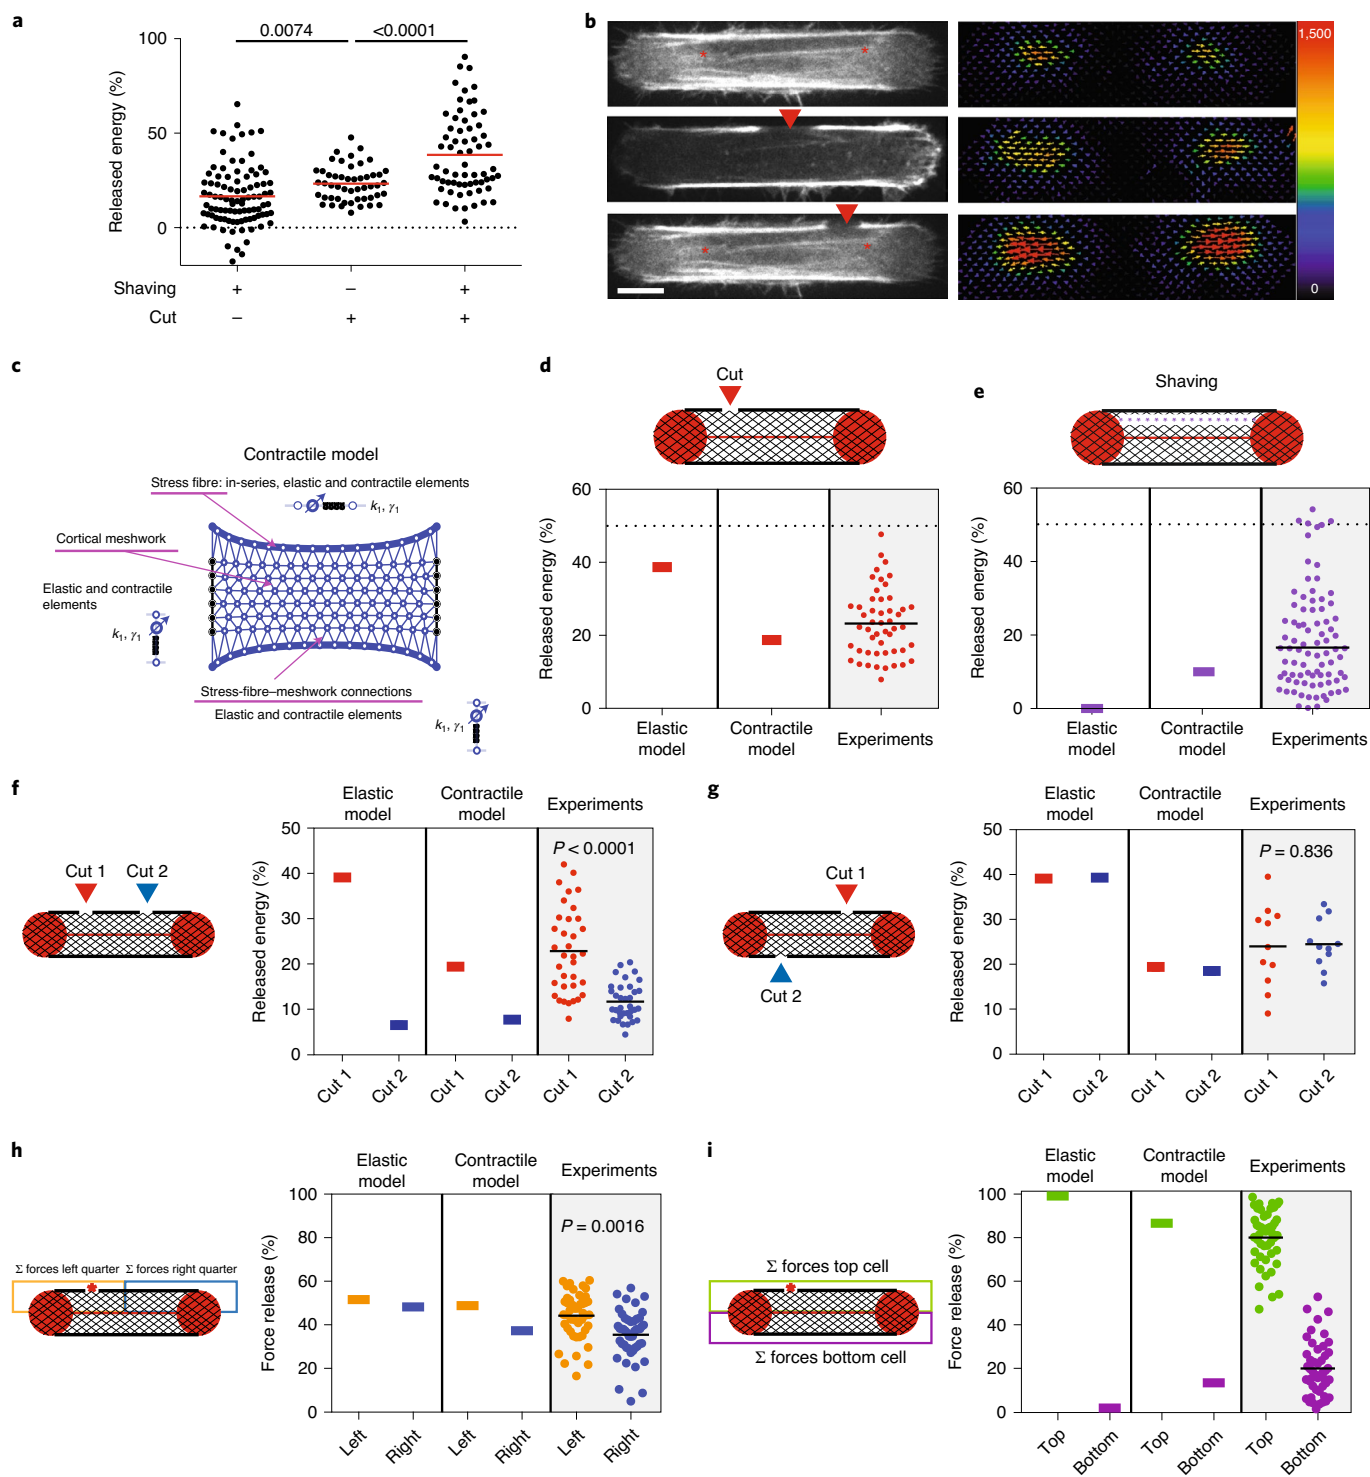 a
0.0074
<0.0001
100
50
0
Released energy (%)
Shaving + – +
Cut – + +
b
1,500
0
c
Contractile model
Stress fibre: in-series, elastic and contractile elements
k1, γ1
Cortical meshwork
Elastic and contractile
elements
k1, γ1
Stress-fibre–meshwork connections
Elastic and contractile elements
k1, γ1
d
Cut
60
40
20
0
Released energy (%)
Elastic
model
Contractile
model
Experiments
e
Shaving
60
40
20
0
Released energy (%)
Elastic
model
Contractile
model
Experiments
f
Cut 1
Cut 2
Elastic
model
Contractile
model
Experiments
P < 0.0001
50
40
30
20
10
0
Released energy (%)
Cut 1
Cut 2
Cut 1
Cut 2
Cut 1
Cut 2
g
Cut 1
Cut 2
Elastic
model
Contractile
model
Experiments
P = 0.836
50
40
30
20
10
0
Released energy (%)
Cut 1
Cut 2
Cut 1
Cut 2
Cut 1
Cut 2
h
Σ forces left quarter
Σ forces right quarter
Elastic
model
Contractile
model
Experiments
P = 0.0016
100
80
60
40
20
0
Force release (%)
Left
Right
Left
Right
Left
Right
i
Σ forces top cell
Σ forces bottom cell
Elastic
model
Contractile
model
Experiments
100
80
60
40
20
0
Force release (%)
Top
Bottom
Top
Bottom
Top
Bottom